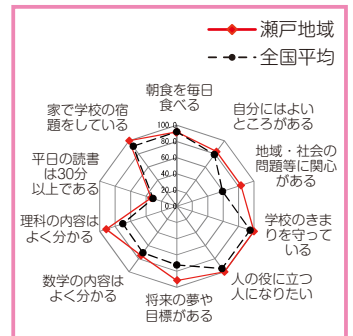 瀬戸地域
全国平均
朝食を毎日
食べる
自分にはよい
ところがある
地域・社会の
問題等に関心
がある
学校のきま
りを守って
いる
人の役に立つ
人になりたい
将来の夢や
目標がある
数学の内容は
よく分かる
理科の内容は
よく分かる
平日の読書
は30分
以上である
家で学校の宿
題をしている
100.0
80.0
60.0
40.0
20.0
0.0